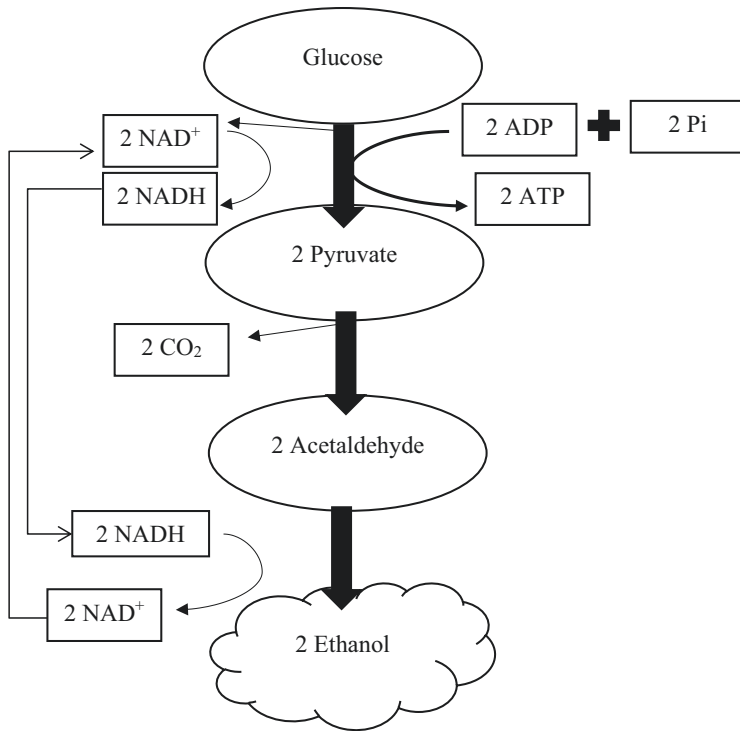 Glucose
2 NAD⁺
2 ADP
2 Pi
2 NADH
2 ATP
2 Pyruvate
2 CO₂
2 Acetaldehyde
2 NADH
2 NAD⁺
2 Ethanol